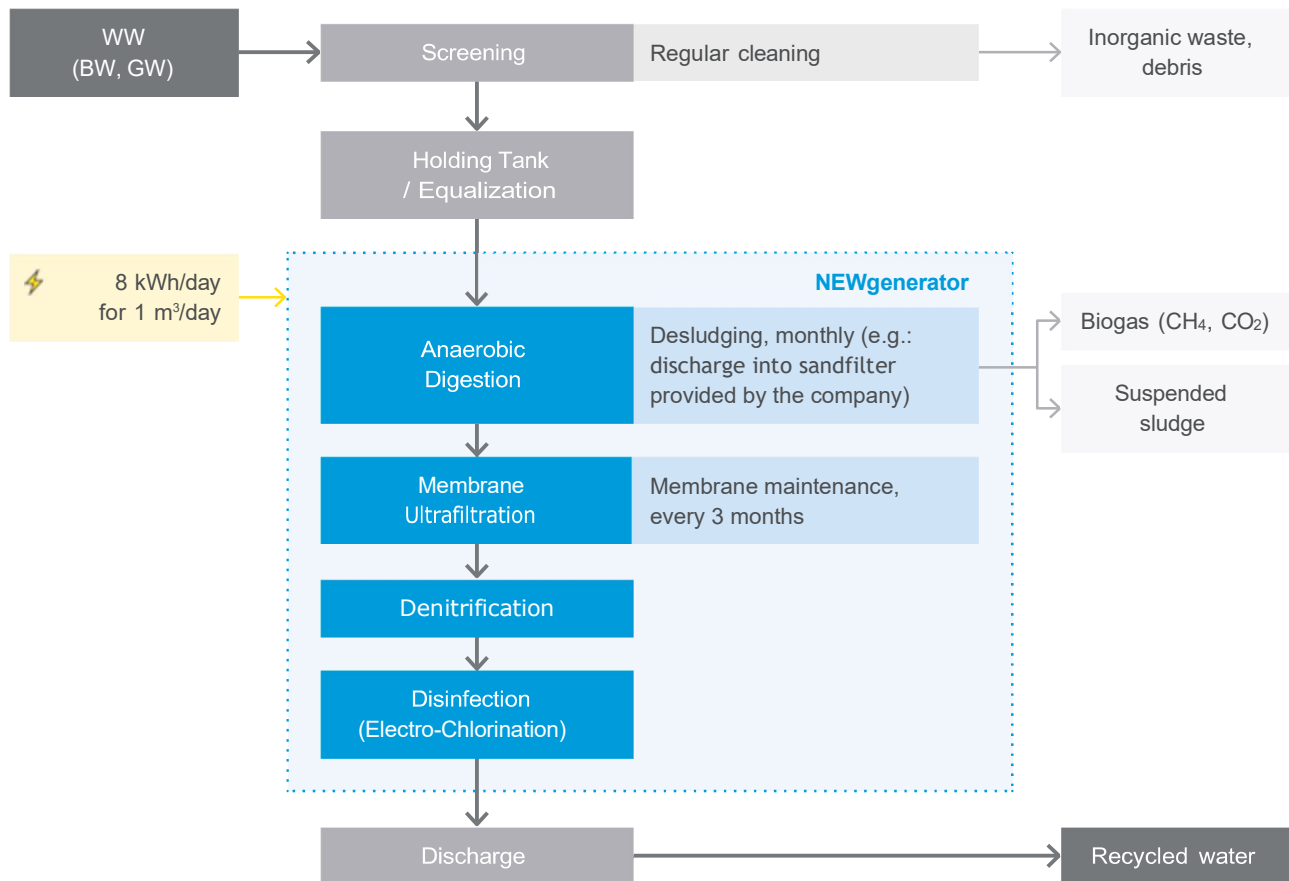 WW
(BW, GW)
Screening
Regular cleaning
Inorganic waste,
debris
Holding Tank
/ Equalization
8 kWh/day
for 1 m³/day
NEWgenerator
Anaerobic
Digestion
Desludging, monthly (e.g.:
discharge into sandfilter
provided by the company)
Biogas (CH₄, CO₂)
Suspended
sludge
Membrane
Ultrafiltration
Membrane maintenance,
every 3 months
Denitrification
Disinfection
(Electro-Chlorination)
Discharge
Recycled water